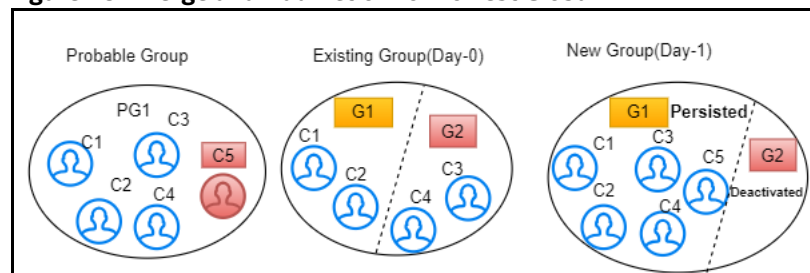 Probable Group
PG1
C3
C1
C5
C2
C4
Existing Group(Day-0)
G1
G2
C1
C3
C2
C4
New Group(Day-1)
G1 Persisted
C3
C1
G2
C5
C2
Deactivated
C4